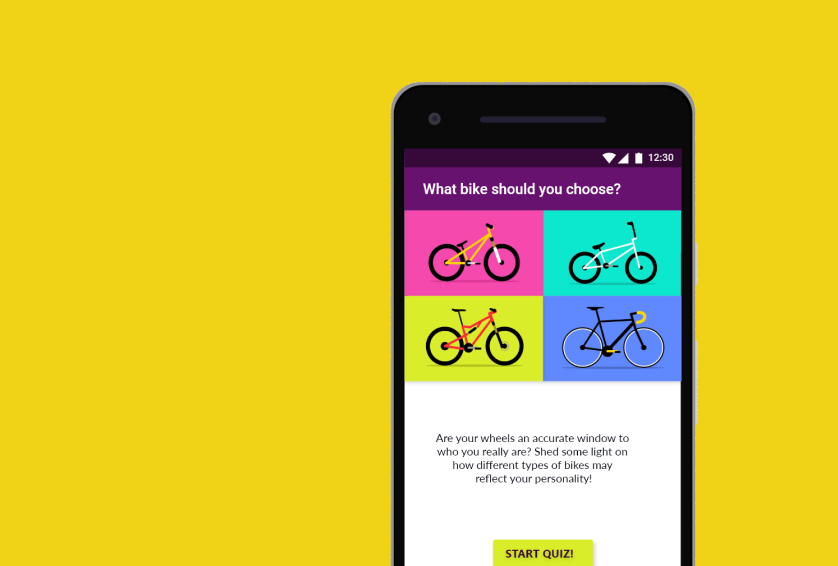 12:30
What bike should you choose?
Are your wheels an accurate window to
who you really are? Shed some light on
how different types of bikes may
reflect your personality!
START QUIZ!